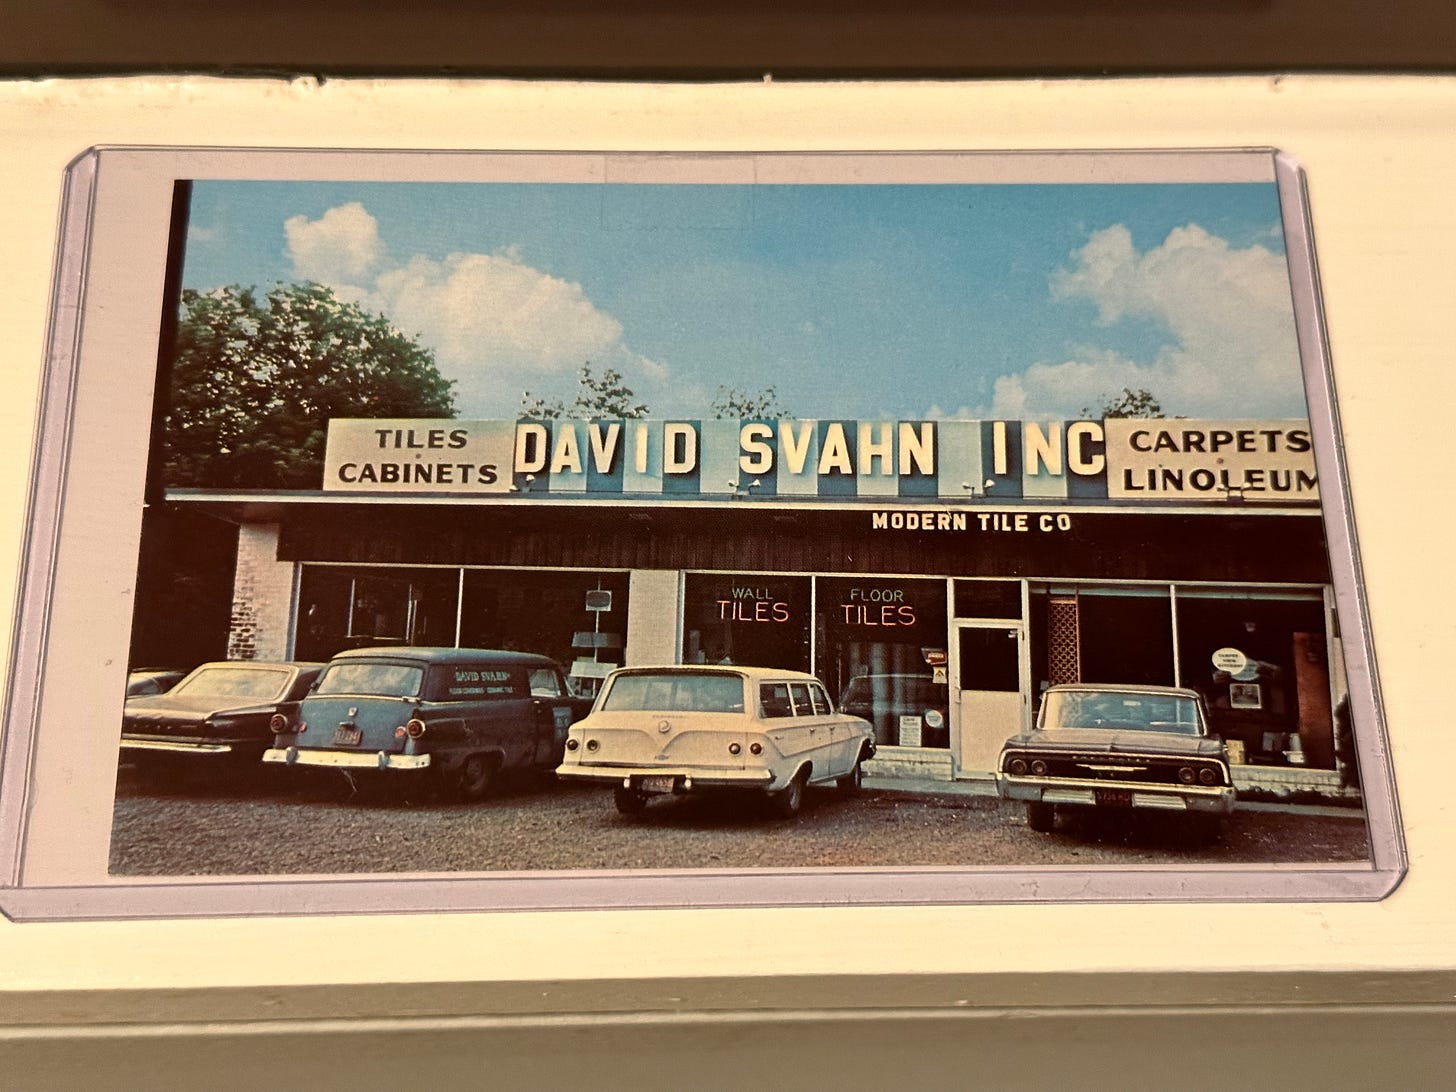 TILES
CABINETS
DAVID SVAHN INC
CARPETS
LINOLEUM
MODERN TILE CO
WALL
TILES
FLOOR
TILES
DAVID SVAHN